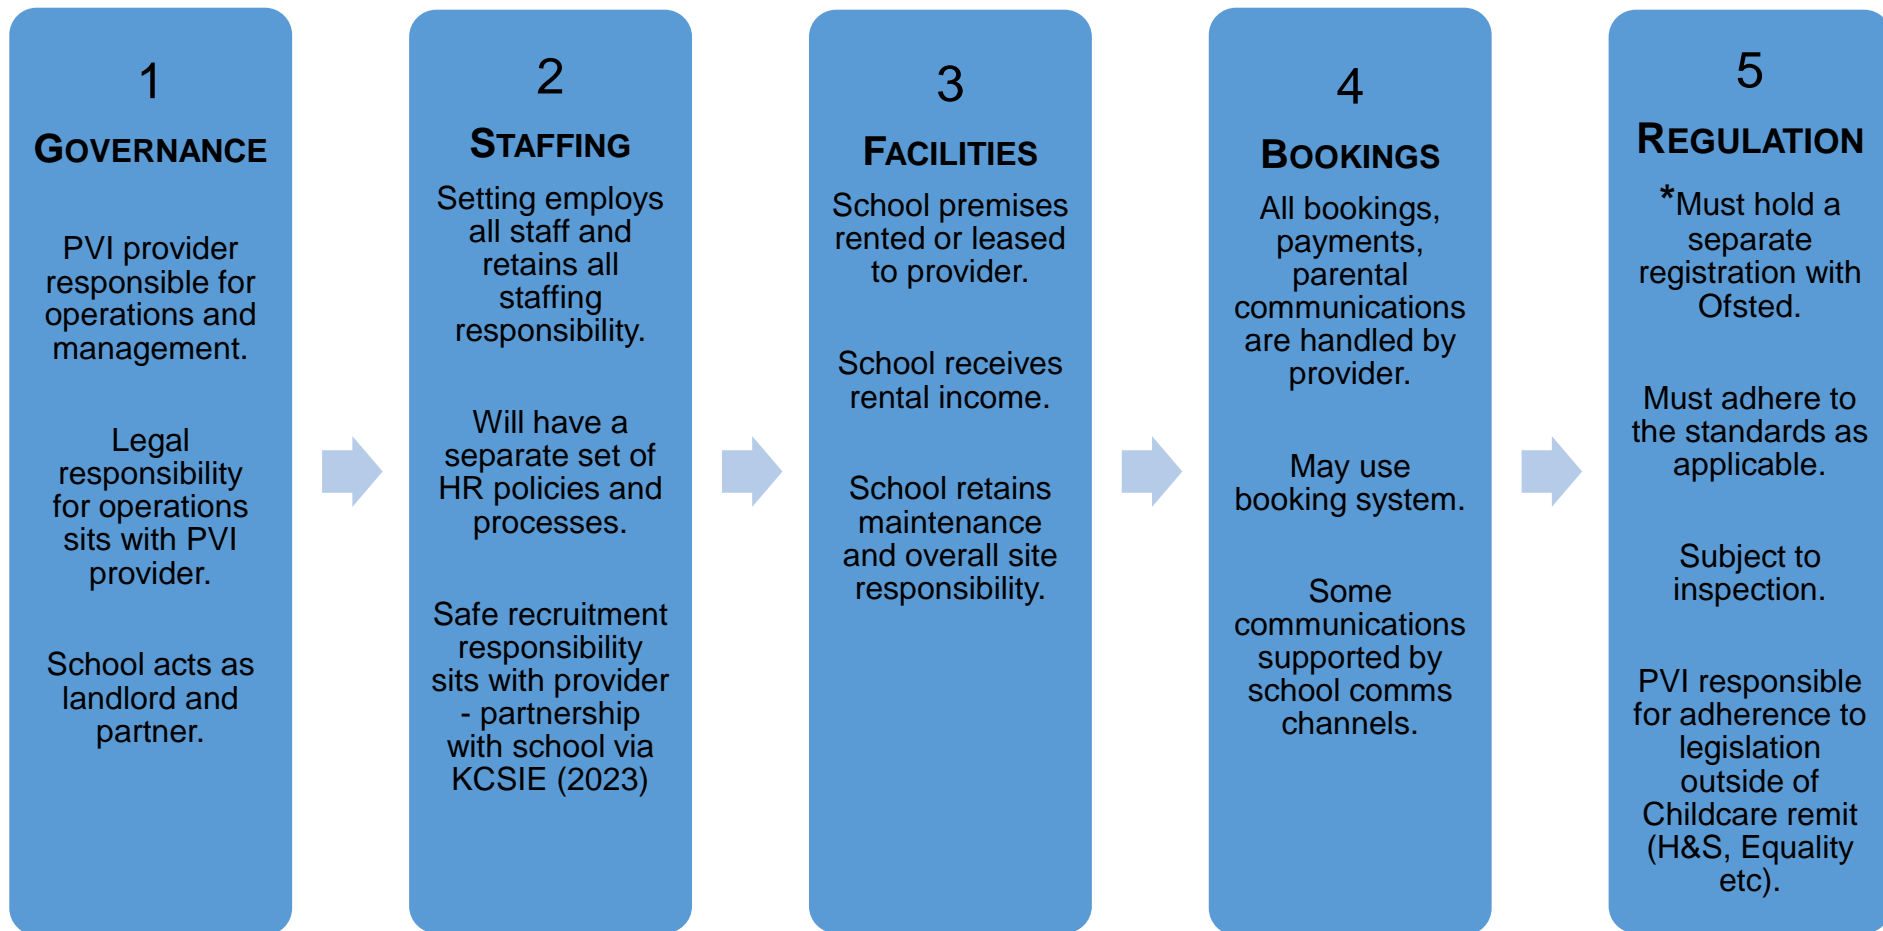 1
GOVERNANCE
PVI provider
responsible for
operations and
management.
Legal
responsibility
for operations
sits with PVI
provider.
School acts as
landlord and
partner.
2
STAFFING
Setting employs
all staff and
retains all
staffing
responsibility.
Will have a
separate set of
HR policies and
processes.
Safe recruitment
responsibility
sits with provider
- partnership
with school via
KCSIE (2023)
3
FACILITIES
School premises
rented or leased
to provider.
School receives
rental income.
School retains
maintenance
and overall site
responsibility.
4
BOOKINGS
All bookings,
payments,
parental
communications
are handled by
provider.
May use
booking system.
Some
communications
supported by
school comms
channels.
5
REGULATION
*Must hold a
separate
registration with
Ofsted.
Must adhere to
the standards as
applicable.
Subject to
inspection.
PVI responsible
for adherence to
legislation
outside of
Childcare remit
(H&S, Equality
etc).